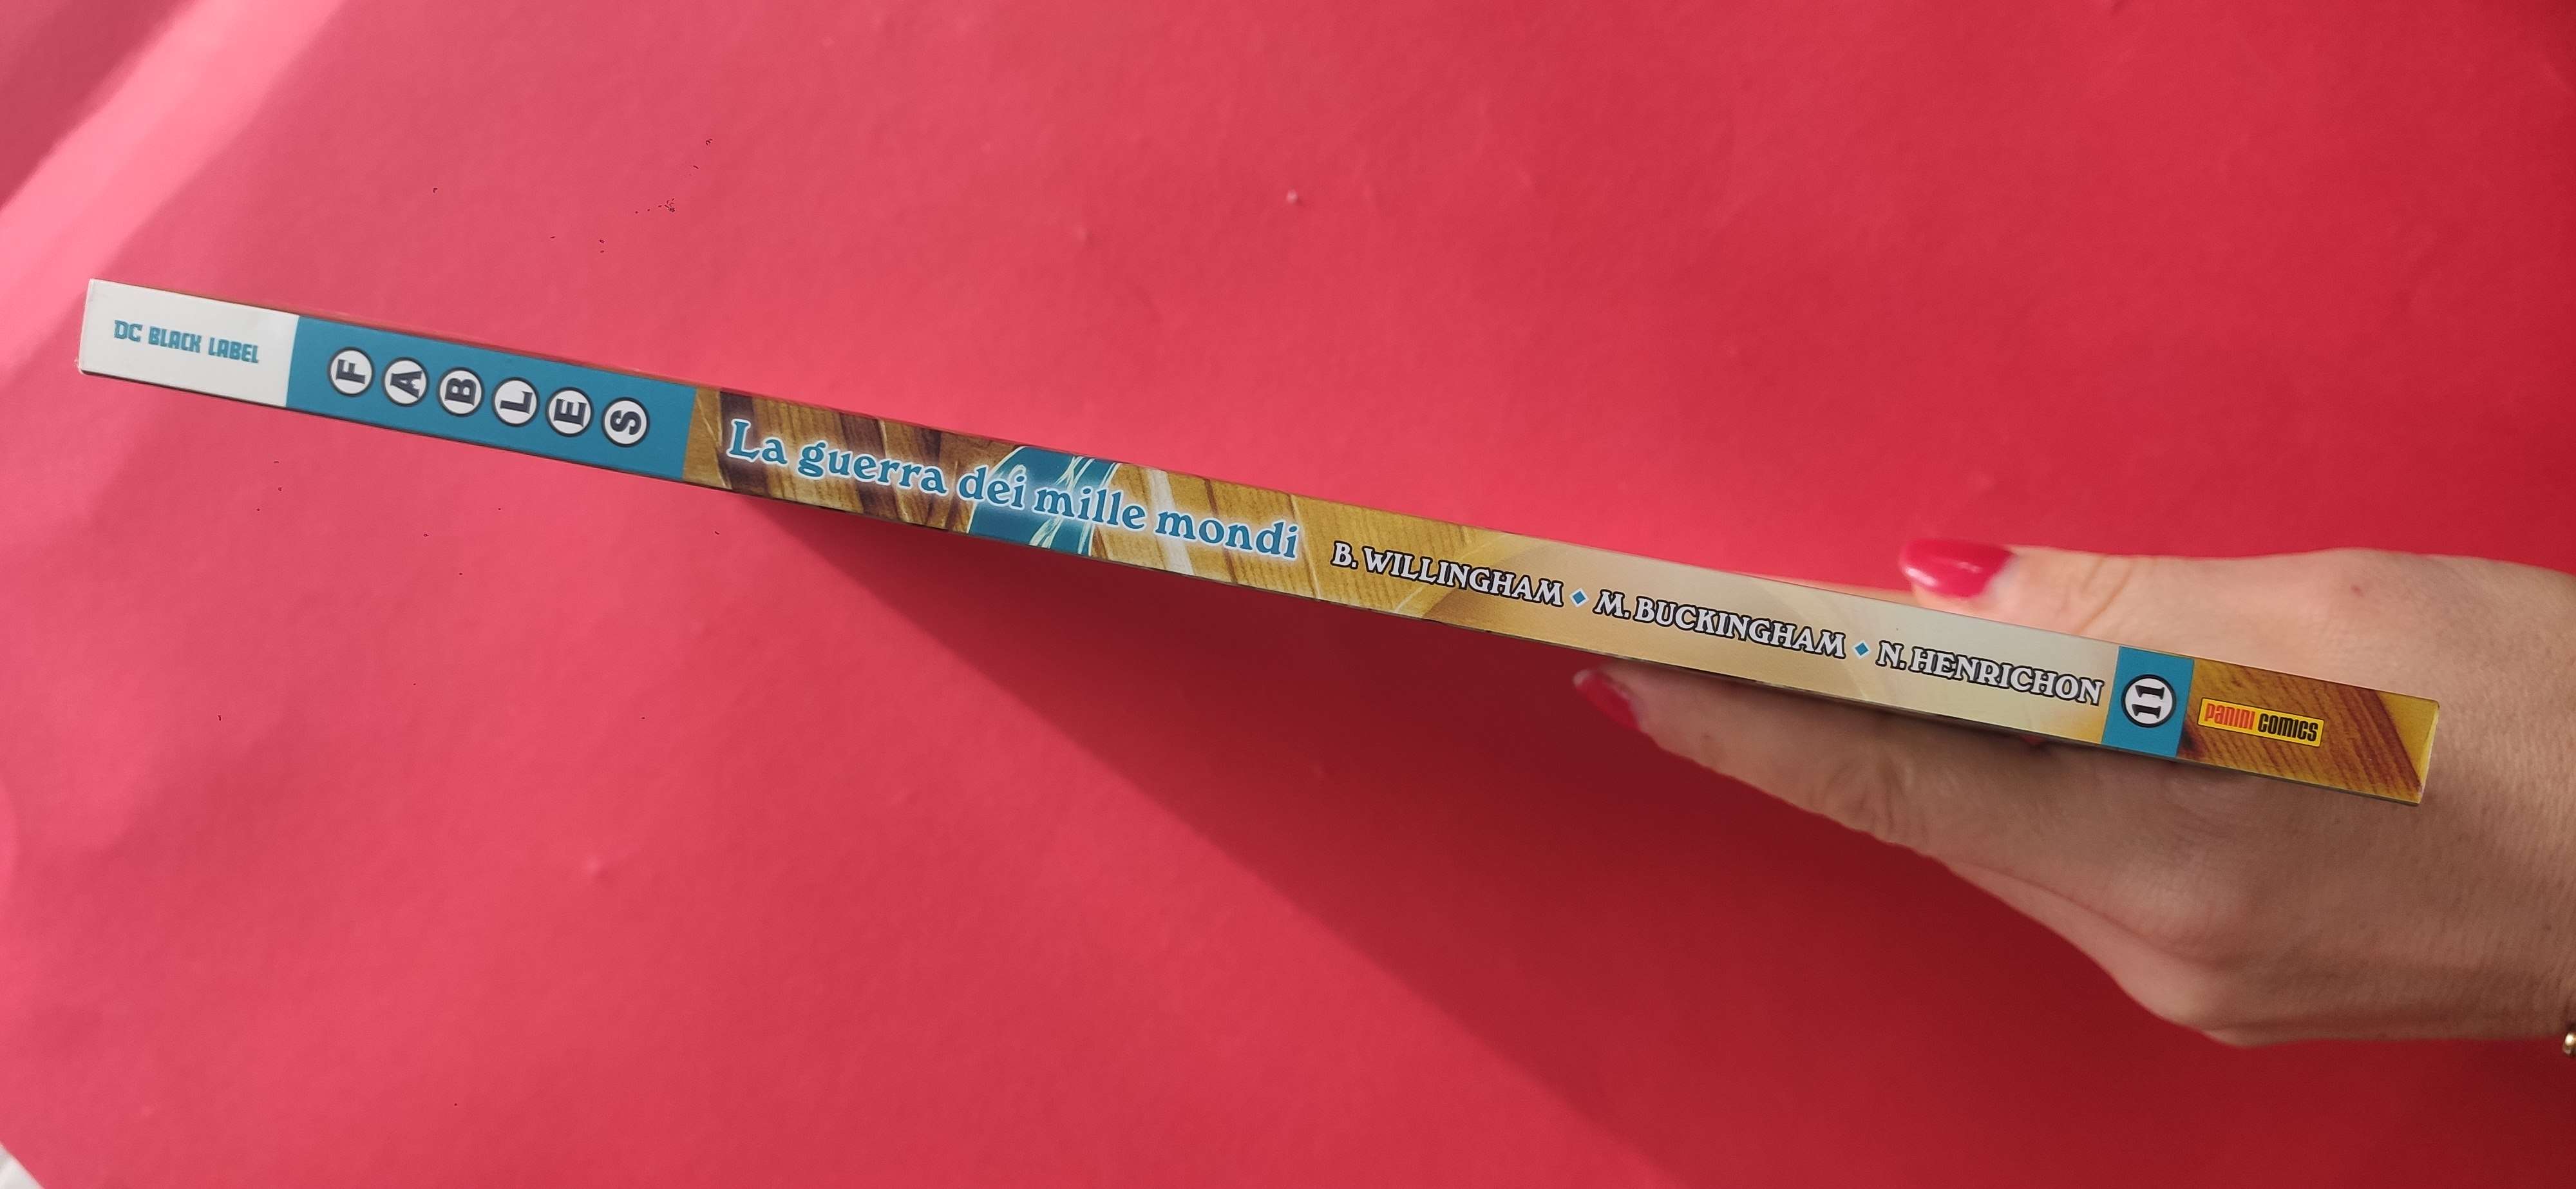 DC BLACK LABEL
FABLES
La guerra dei mille mondi
B. WILLINGHAM ◆ M. BUCKINGHAM ◆ N. HENRICHON
11
PANINI COMICS